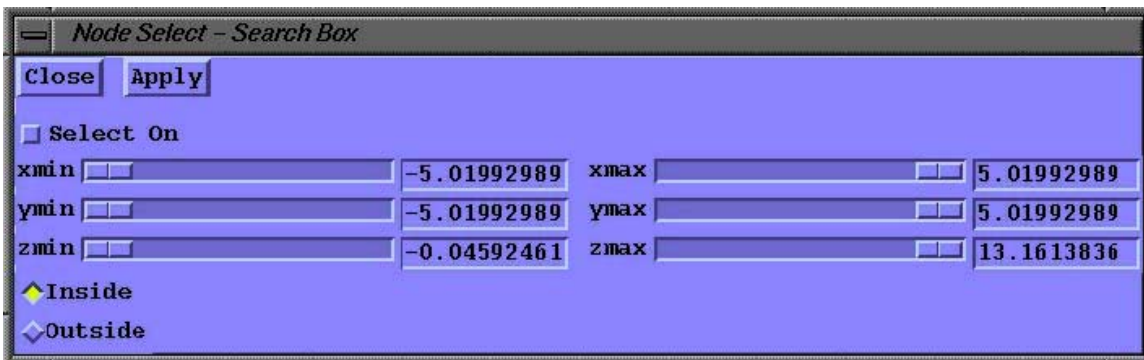 Node Select - Search Box
Close Apply
Select On
xmin -5.01992989 xmax 5.01992989
ymin -5.01992989 ymax 5.01992989
zmin -0.04592461 zmax 13.1613836
Inside
Outside